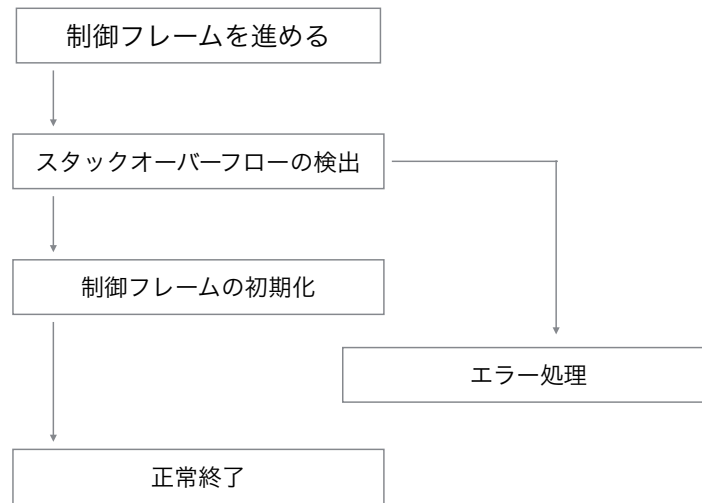 制御フレームを進める
スタックオーバーフローの検出
制御フレームの初期化
エラー処理
正常終了